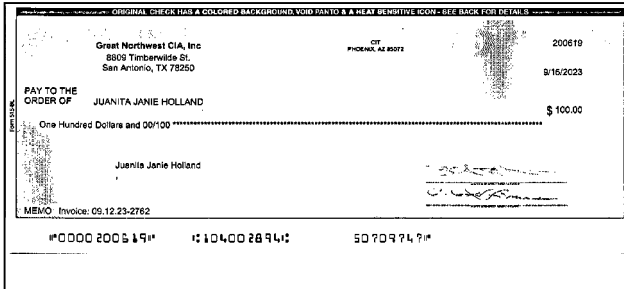 ORIGINAL CHECK HAS A COLORED BACKGROUND, VOID PANTO & A HEAT SENSITIVE ICON - SEE BACK FOR DETAILS
Great Northwest CIA, Inc
8809 Timberwilde St.
San Antonio, TX 78250
CIT
PHOENIX, AZ 85072
200619
9/15/2023
PAY TO THE
ORDER OF JUANITA JANIE HOLLAND
$ 100.00
One Hundred Dollars and 00/100
Juanita Janie Holland
MEMO Invoice: 09.12.23-2762
⑈0000200619⑈ ⑆104002894⑆ 50709747⑈